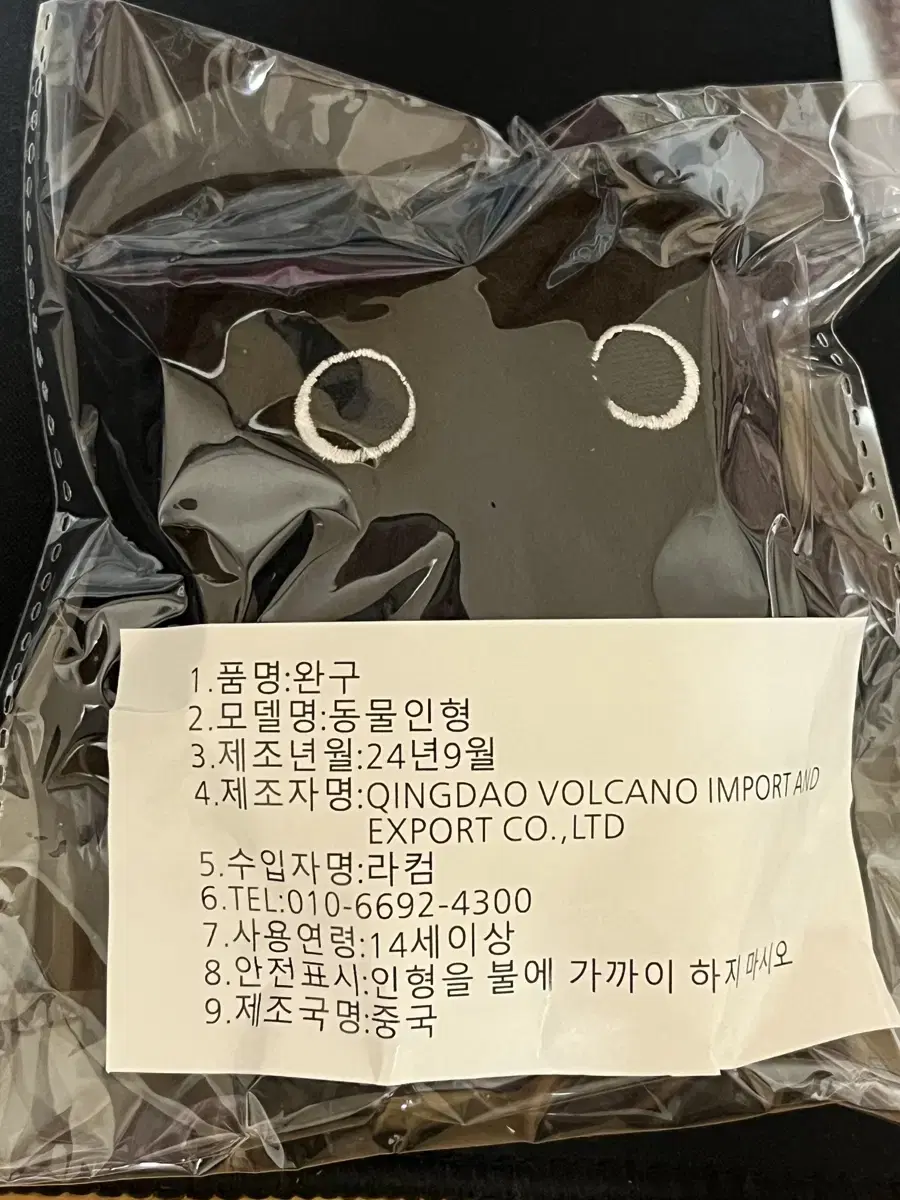 1.품명:완구
2.모델명:동물인형
3.제조년월:24년9월
4.제조자명:QINGDAO VOLCANO IMPORT AND
EXPORT CO.,LTD
5.수입자명:라컴
6.TEL:010-6692-4300
7.사용연령:14세이상
8.안전표시:인형을 불에 가까이 하지마시오
9.제조국명:중국